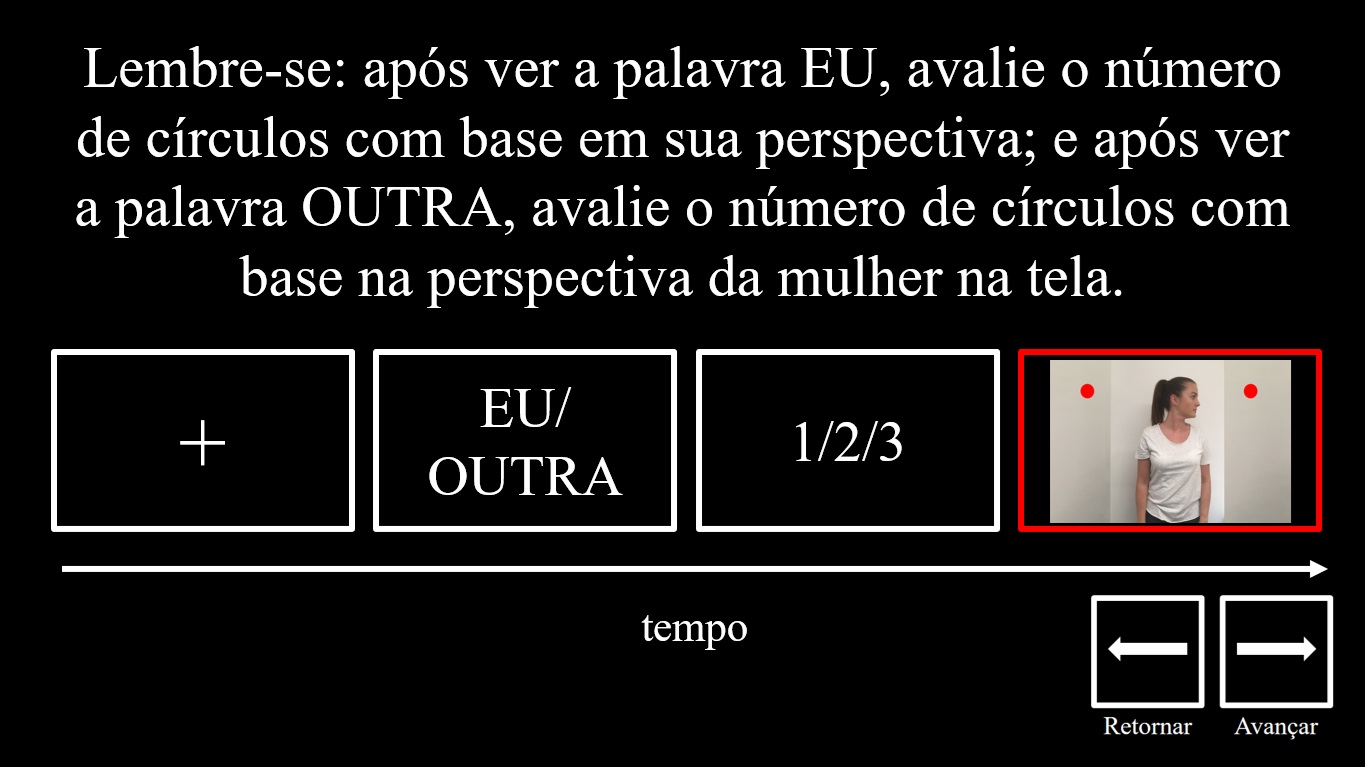 Lembre-se: após ver a palavra EU, avalie o número
de círculos com base em sua perspectiva; e após ver
a palavra OUTRA, avalie o número de círculos com
base na perspectiva da mulher na tela.
+
EU/
OUTRA
1/2/3
tempo
Retornar
Avançar